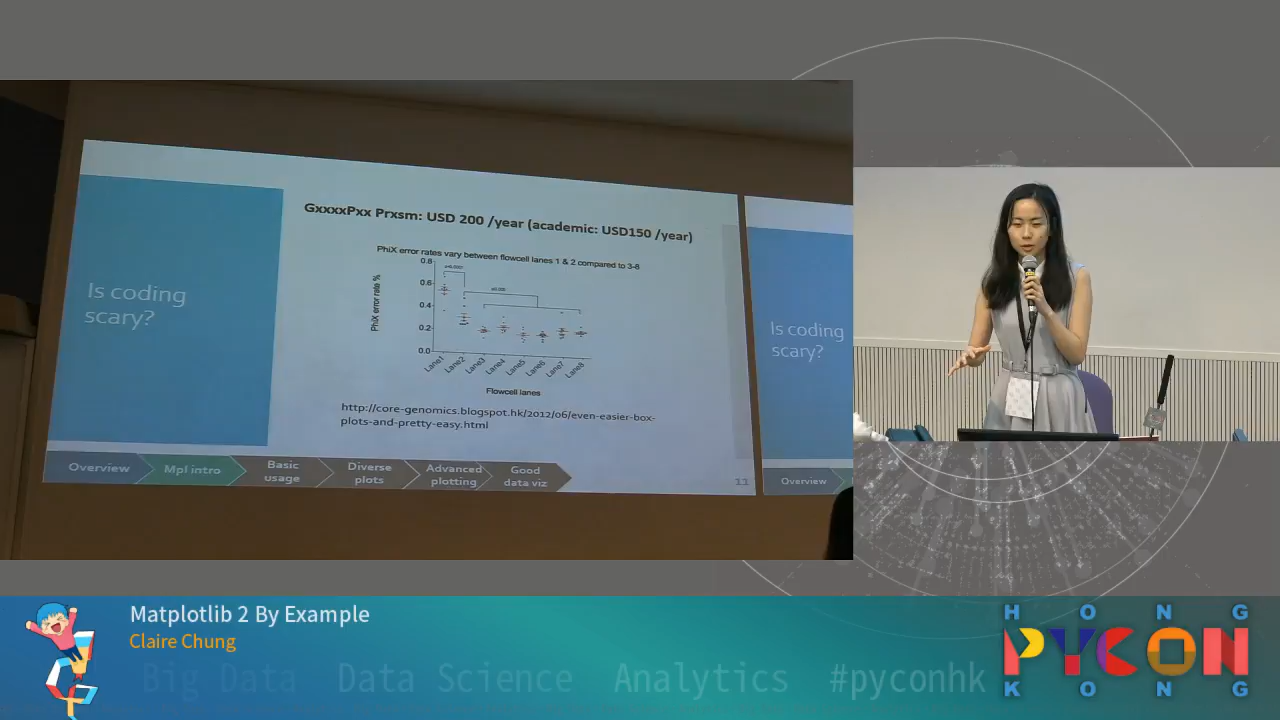 GxxxxPxx Prxsm: USD 200 /year (academic: USD150 /year)
PhiX error rates vary between flowcell lanes 1 & 2 compared to 3-8
PhiX error rate %
0.8
0.6
0.4
0.2
0.0
Lane1
Lane2
Lane3
Lane4
Lane5
Lane6
Lane7
Lane8
Flowcell lanes
http://core-genomics.blogspot.hk/2012/06/even-easier-box-
plots-and-pretty-easy.html
Is coding
scary?
Overview
Mpl intro
Basic
usage
Diverse
plots
Advanced
plotting
Good
data viz
11
Is coding
scary?
Overview
Matplotlib 2 By Example
Claire Chung
Big Data Data Science Analytics #pyconhk
HONG
PYCON
KONG